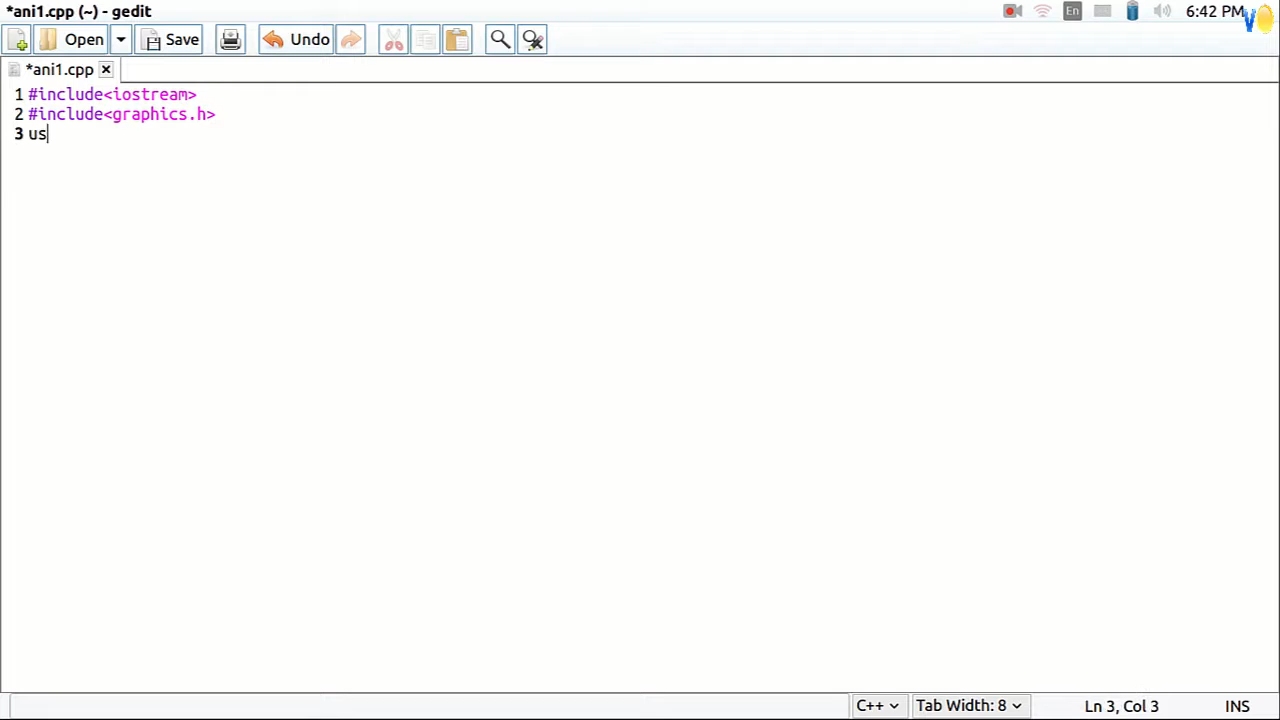 *ani1.cpp (~) - gedit
En 6:42 PM
Open Save Undo
*ani1.cpp
1 #include<iostream>
2 #include<graphics.h>
3 us
C++ Tab Width: 8 Ln 3, Col 3 INS